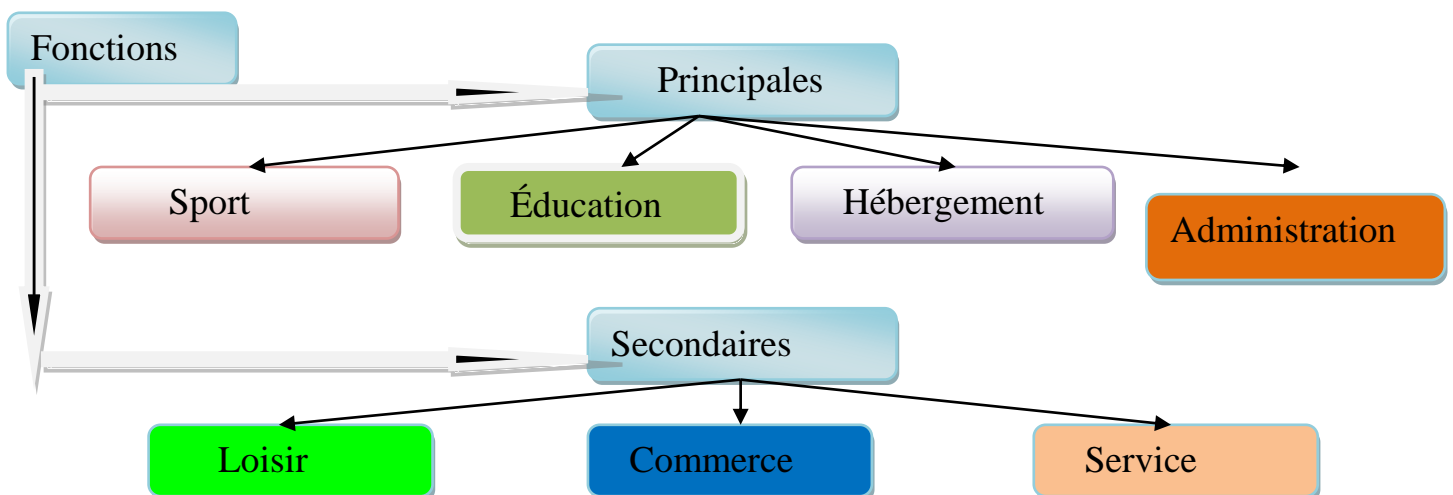 Fonctions
Principales
Sport
Éducation
Hébergement
Administration
Secondaires
Loisir
Commerce
Service